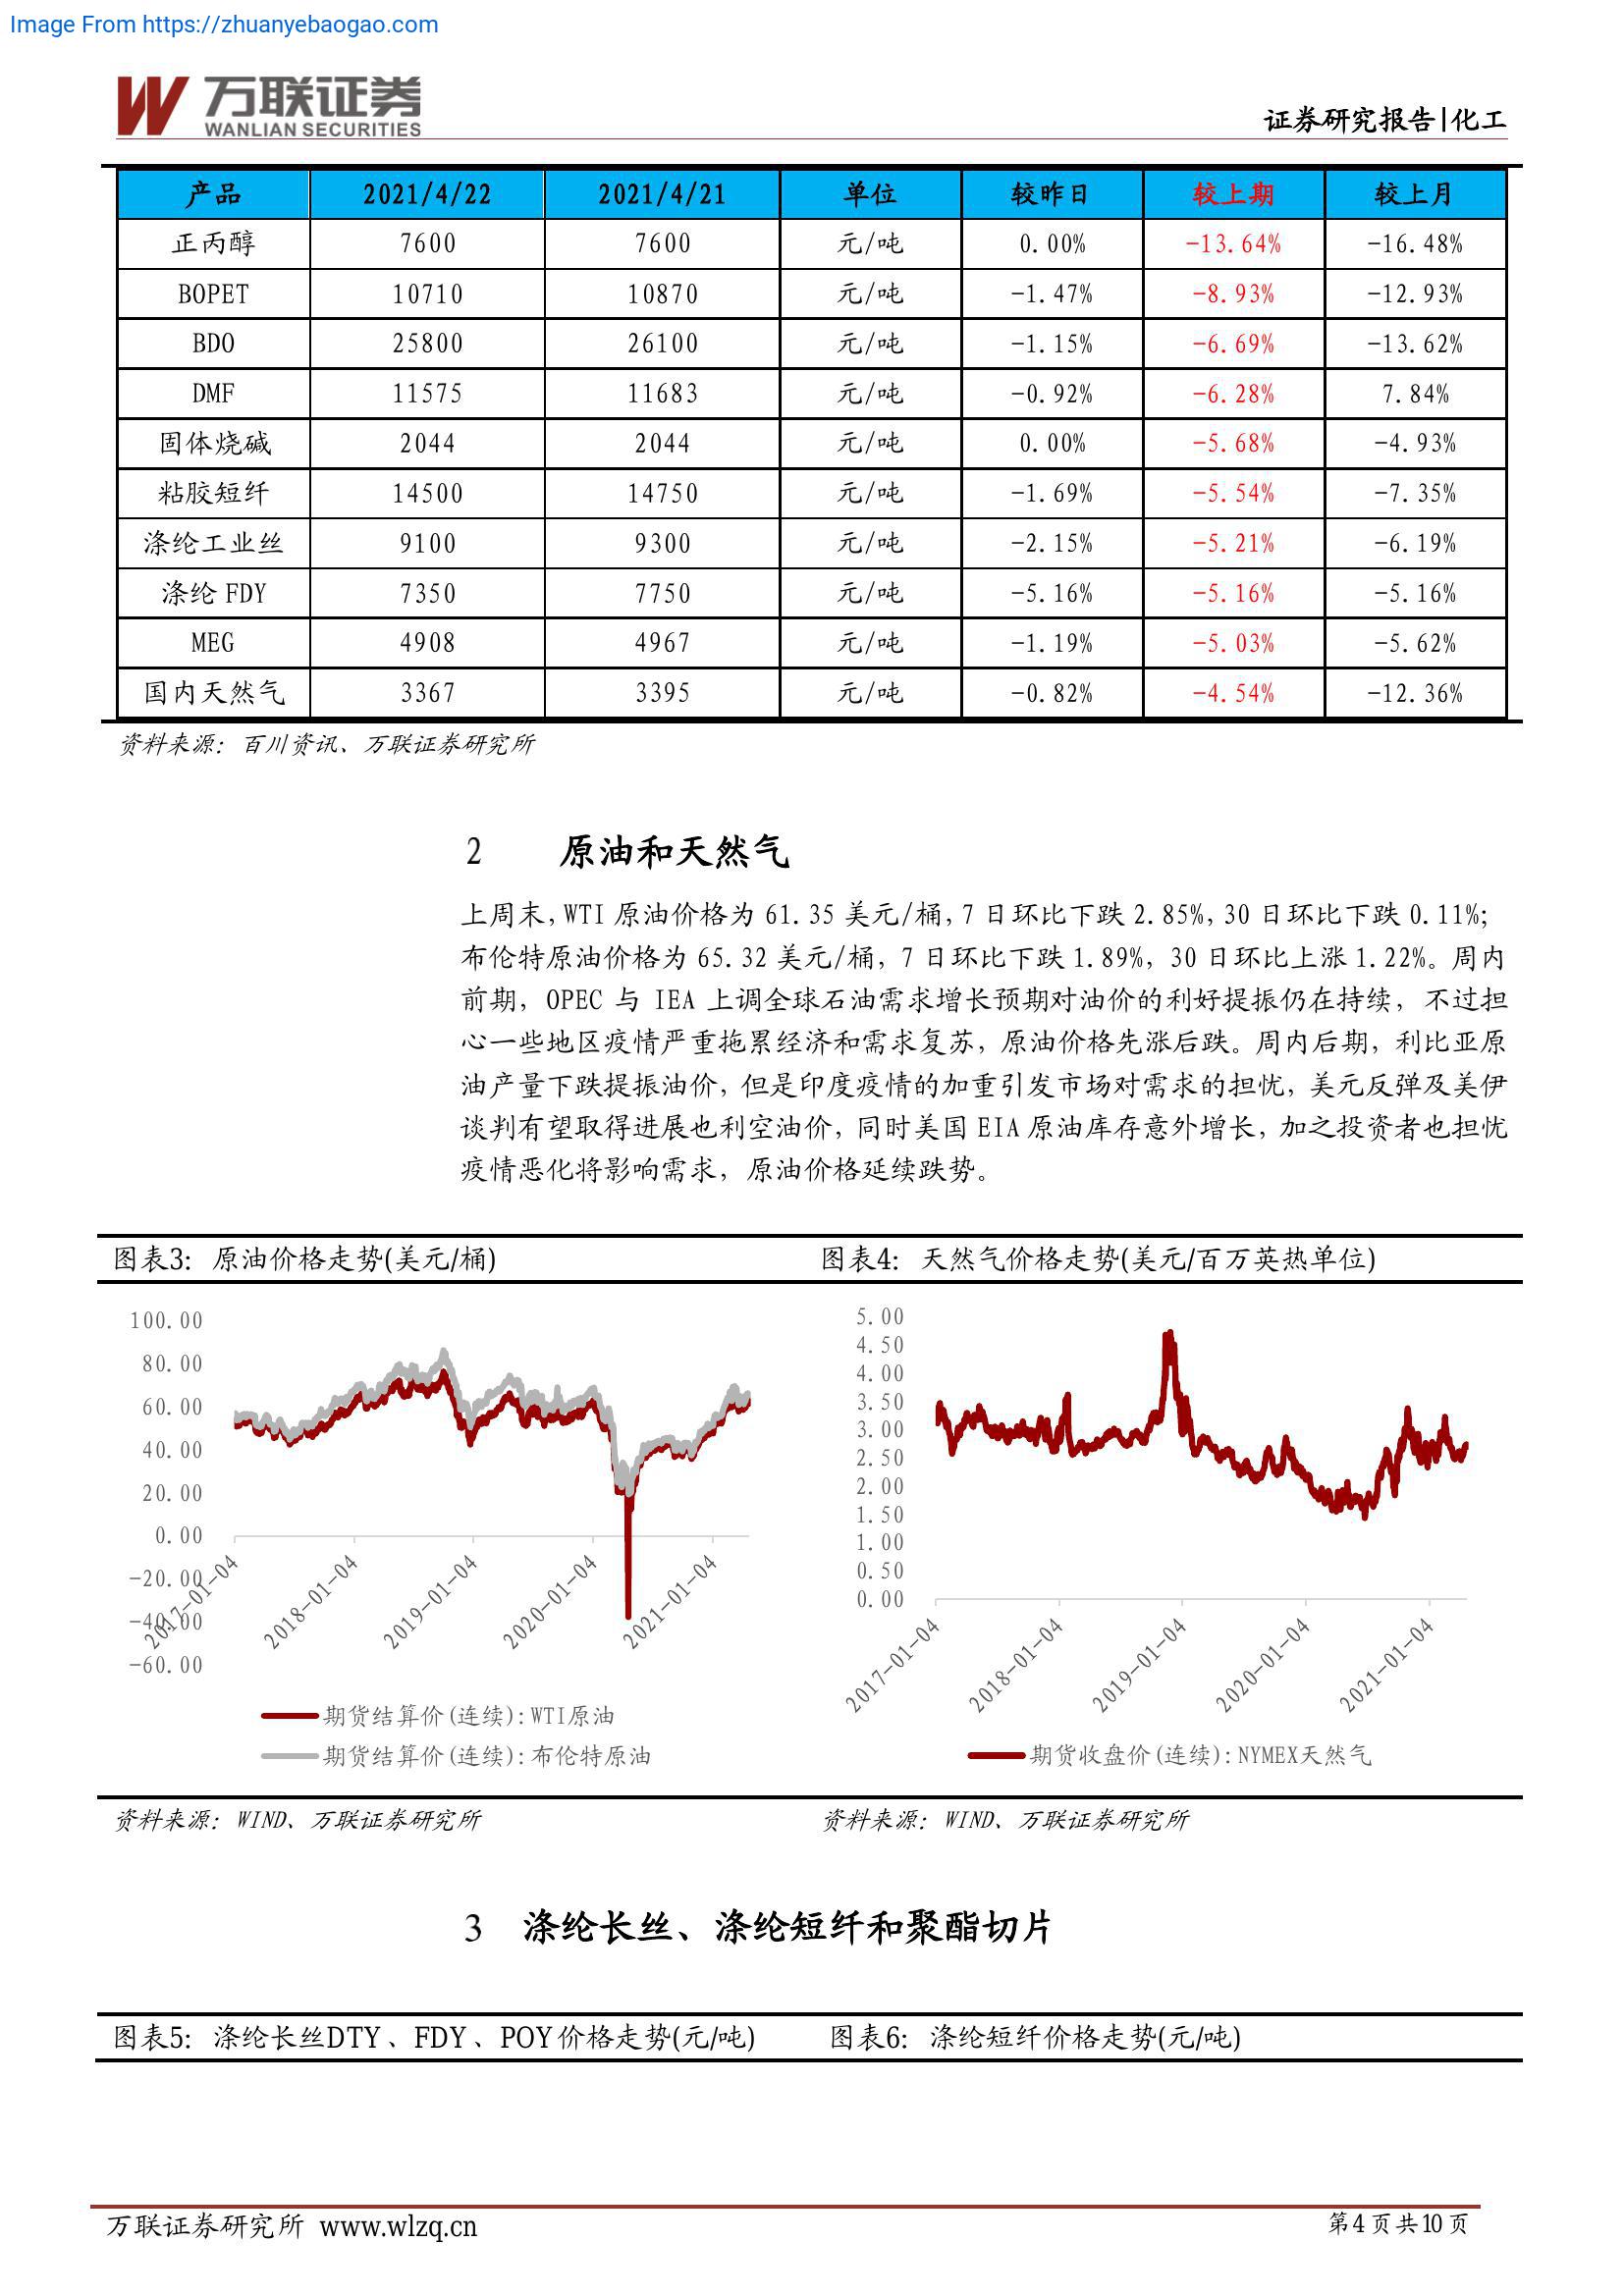 Image From https://zhuanyebaogao.com
万联证券
WANLIAN SECURITIES
证券研究报告|化工
产品 2021/4/22 2021/4/21 单位 较昨日 较上期 较上月
正丙醇 7600 7600 元/吨 0.00% -13.64% -16.48%
BOPET 10710 10870 元/吨 -1.47% -8.93% -12.93%
BDO 25800 26100 元/吨 -1.15% -6.69% -13.62%
DMF 11575 11683 元/吨 -0.92% -6.28% 7.84%
固体烧碱 2044 2044 元/吨 0.00% -5.68% -4.93%
粘胶短纤 14500 14750 元/吨 -1.69% -5.54% -7.35%
涤纶工业丝 9100 9300 元/吨 -2.15% -5.21% -6.19%
涤纶 FDY 7350 7750 元/吨 -5.16% -5.16% -5.16%
MEG 4908 4967 元/吨 -1.19% -5.03% -5.62%
国内天然气 3367 3395 元/吨 -0.82% -4.54% -12.36%
资料来源：百川资讯、万联证券研究所
2 原油和天然气
上周末，WTI 原油价格为 61.35 美元/桶，7 日环比下跌 2.85%，30 日环比下跌 0.11%；
布伦特原油价格为 65.32 美元/桶，7 日环比下跌 1.89%，30 日环比上涨 1.22%。周内
前期，OPEC 与 IEA 上调全球石油需求增长预期对油价的利好提振仍在持续，不过担
心一些地区疫情严重拖累经济和需求复苏，原油价格先涨后跌。周内后期，利比亚原
油产量下跌提振油价，但是印度疫情的加重引发市场对需求的担忧，美元反弹及美伊
谈判有望取得进展也利空油价，同时美国 EIA 原油库存意外增长，加之投资者也担忧
疫情恶化将影响需求，原油价格延续跌势。
图表3：原油价格走势(美元/桶)
100.00
80.00
60.00
40.00
20.00
0.00
-20.00
-40.00
-60.00
2017-01-04 2018-01-04 2019-01-04 2020-01-04 2021-01-04
期货结算价(连续):WTI原油
期货结算价(连续):布伦特原油
资料来源：WIND、万联证券研究所
图表4：天然气价格走势(美元/百万英热单位)
5.00
4.50
4.00
3.50
3.00
2.50
2.00
1.50
1.00
0.50
0.00
2017-01-04 2018-01-04 2019-01-04 2020-01-04 2021-01-04
期货收盘价(连续):NYMEX天然气
资料来源：WIND、万联证券研究所
3 涤纶长丝、涤纶短纤和聚酯切片
图表5：涤纶长丝DTY、FDY、POY价格走势(元/吨)
图表6：涤纶短纤价格走势(元/吨)
万联证券研究所 www.wlzq.cn
第4页共10页